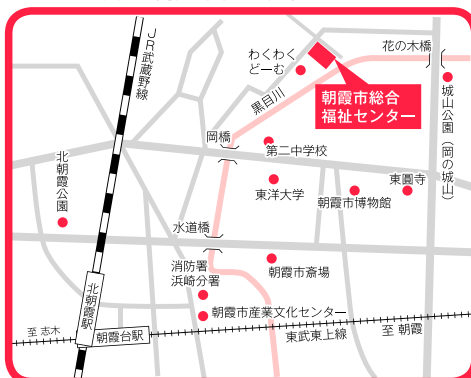 JR武蔵野線
わくわく
どーむ
花の木橋
黒目川
朝霞市総合
福祉センター
城山公園(岡の城山)
岡橋
第二中学校
北朝霞公園
東洋大学
東圓寺
朝霞市博物館
水道橋
消防署
浜崎分署
朝霞市斎場
北朝霞駅
朝霞市産業文化センター
至 志木
朝霞台駅
東武東上線
至 朝霞